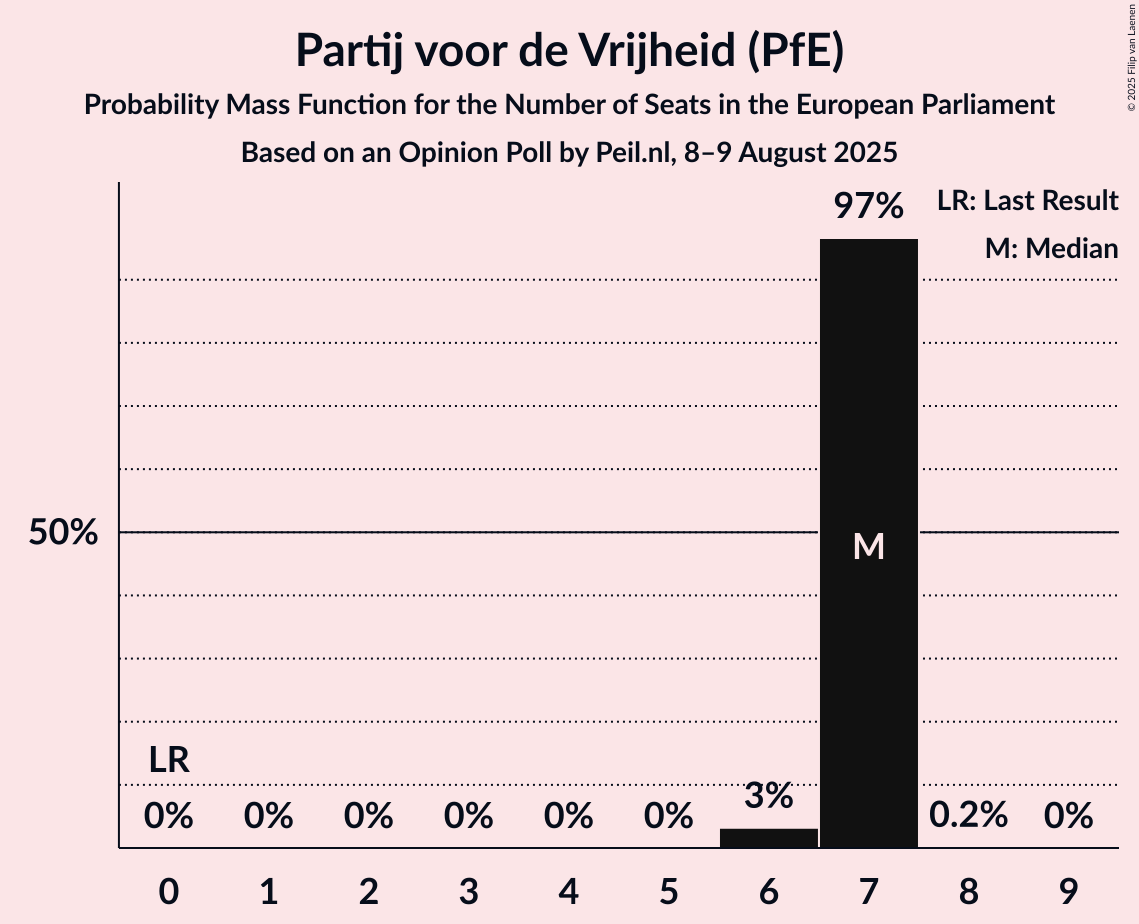 Partij voor de Vrijheid (PfE)
Probability Mass Function for the Number of Seats in the European Parliament
Based on an Opinion Poll by Peil.nl, 8–9 August 2025
© 2025 Filip van Laenen
LR: Last Result
M: Median
97%
50%
M
LR
0% 0% 0% 0% 0% 0% 3% 0.2% 0%
0 1 2 3 4 5 6 7 8 9